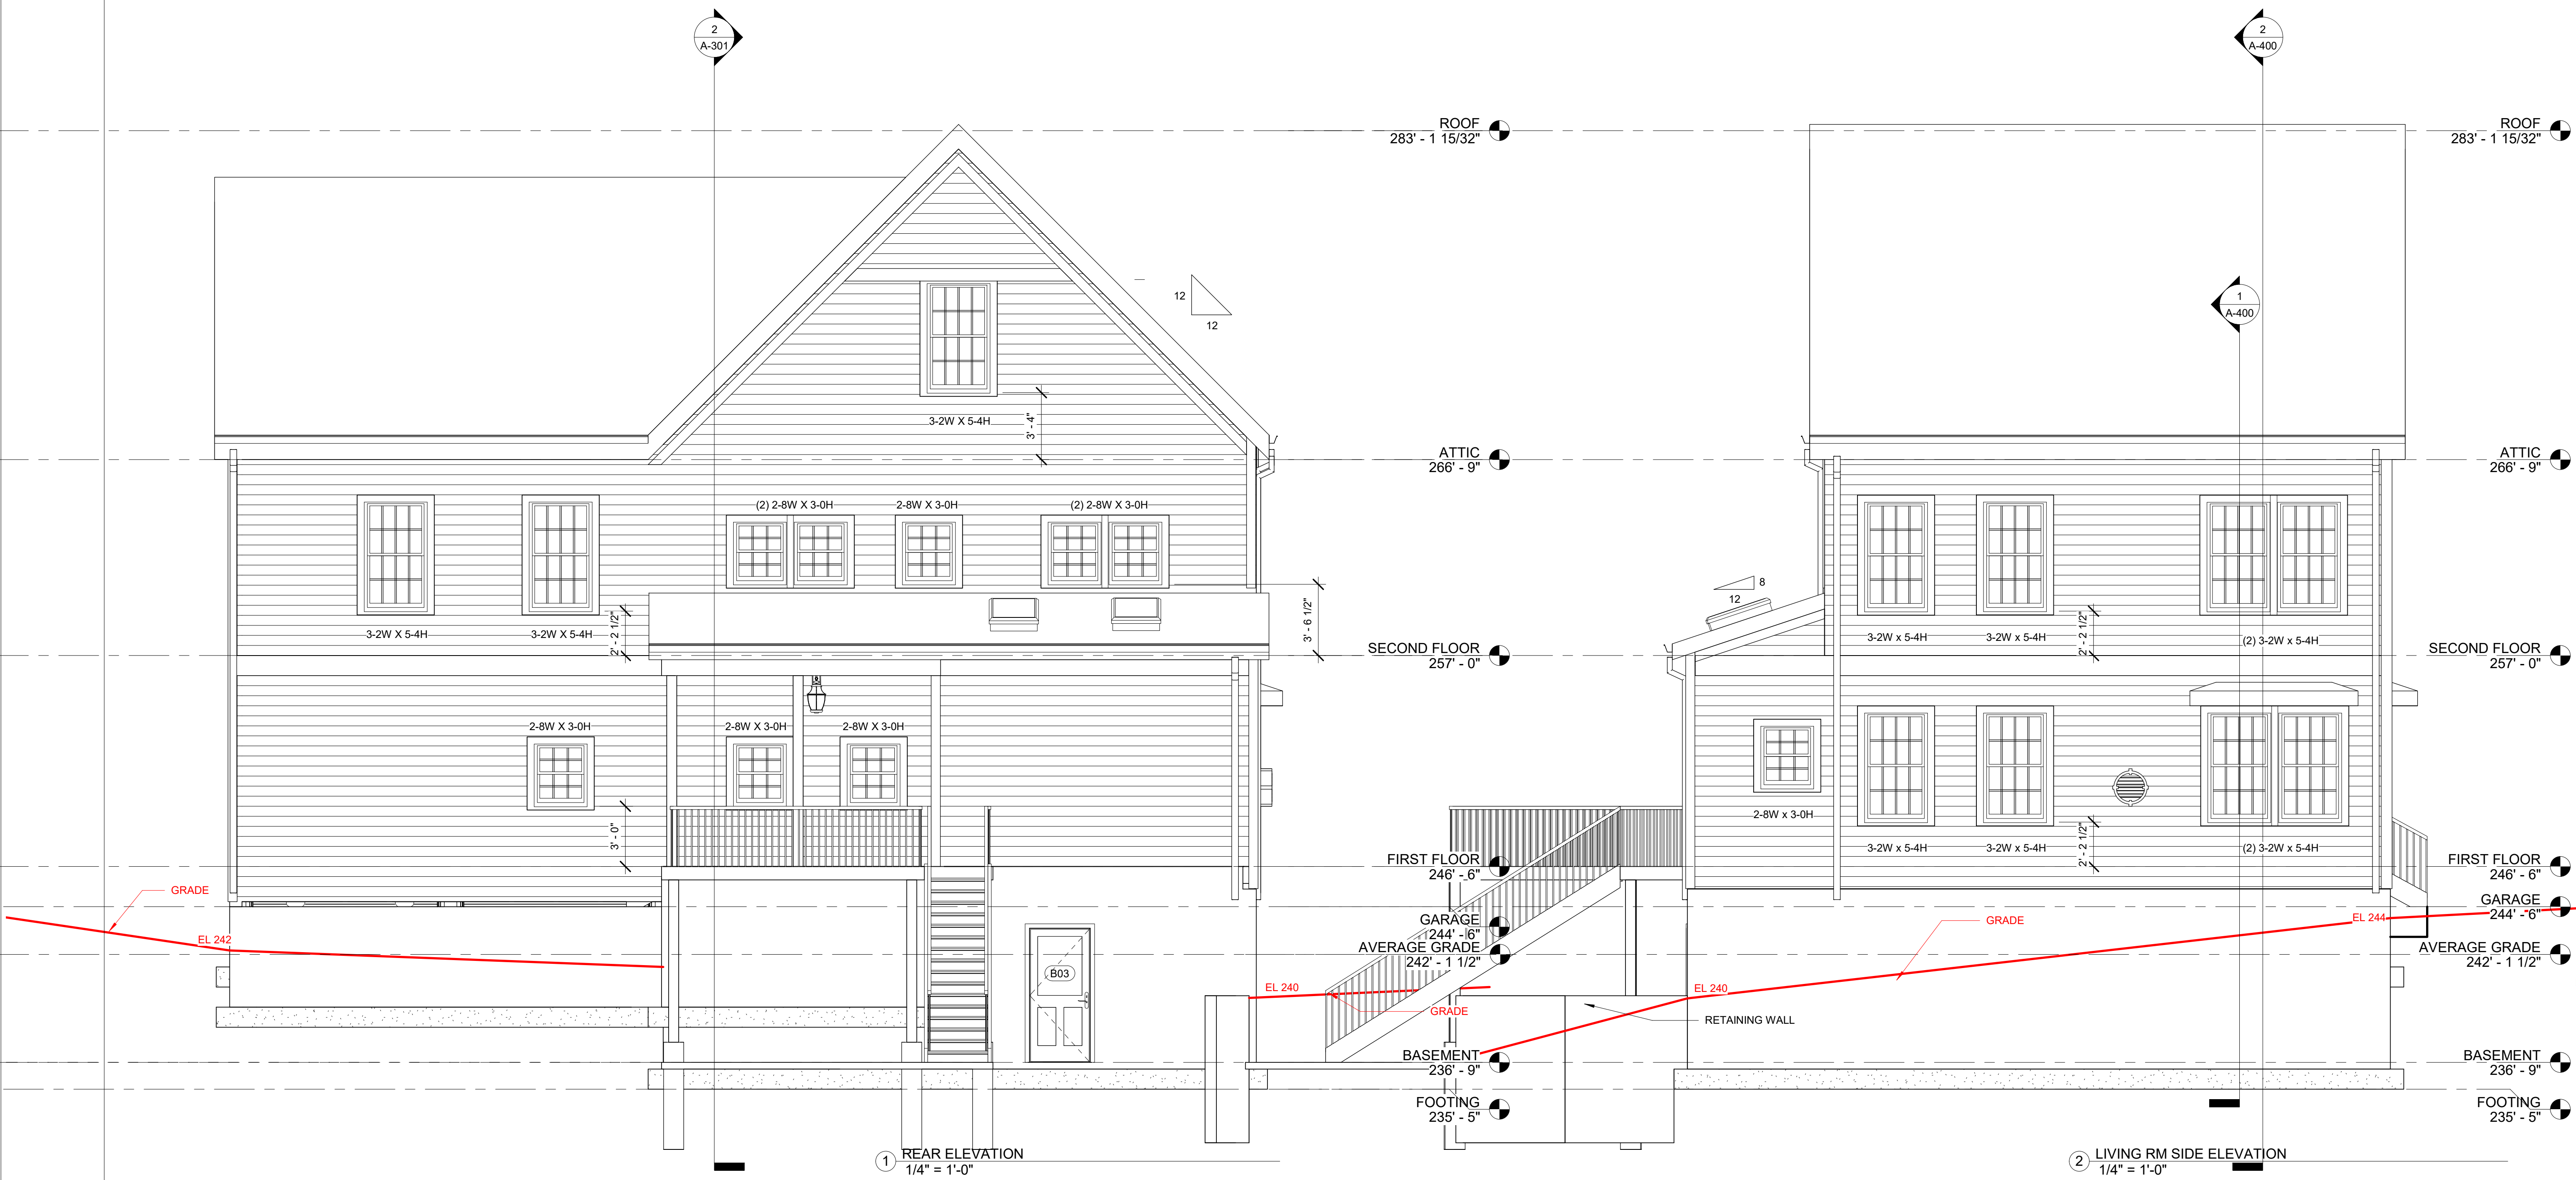 2
A-301
2
A-400
ROOF
283' - 1 15/32"
ROOF
283' - 1 15/32"
12
12
1
A-400
3-2W X 5-4H
3' - 4"
ATTIC
266' - 9"
ATTIC
266' - 9"
(2) 2-8W X 3-0H
2-8W X 3-0H
(2) 2-8W X 3-0H
8
12
3-2W X 5-4H
3-2W X 5-4H
2' - 2 1/2"
3' - 6 1/2"
3-2W x 5-4H
3-2W x 5-4H
2' - 2 1/2"
(2) 3-2W x 5-4H
SECOND FLOOR
257' - 0"
SECOND FLOOR
257' - 0"
2-8W X 3-0H
2-8W X 3-0H
2-8W X 3-0H
2-8W x 3-0H
3' - 0"
3-2W x 5-4H
3-2W x 5-4H
2' - 2 1/2"
(2) 3-2W x 5-4H
FIRST FLOOR
246' - 6"
FIRST FLOOR
246' - 6"
GRADE
GARAGE
244' - 6"
GRADE
EL 244
GARAGE
244' - 6"
EL 242
AVERAGE GRADE
242' - 1 1/2"
AVERAGE GRADE
242' - 1 1/2"
B03
EL 240
EL 240
GRADE
RETAINING WALL
BASEMENT
236' - 9"
BASEMENT
236' - 9"
FOOTING
235' - 5"
FOOTING
235' - 5"
1
REAR ELEVATION
1/4" = 1'-0"
2
LIVING RM SIDE ELEVATION
1/4" = 1'-0"